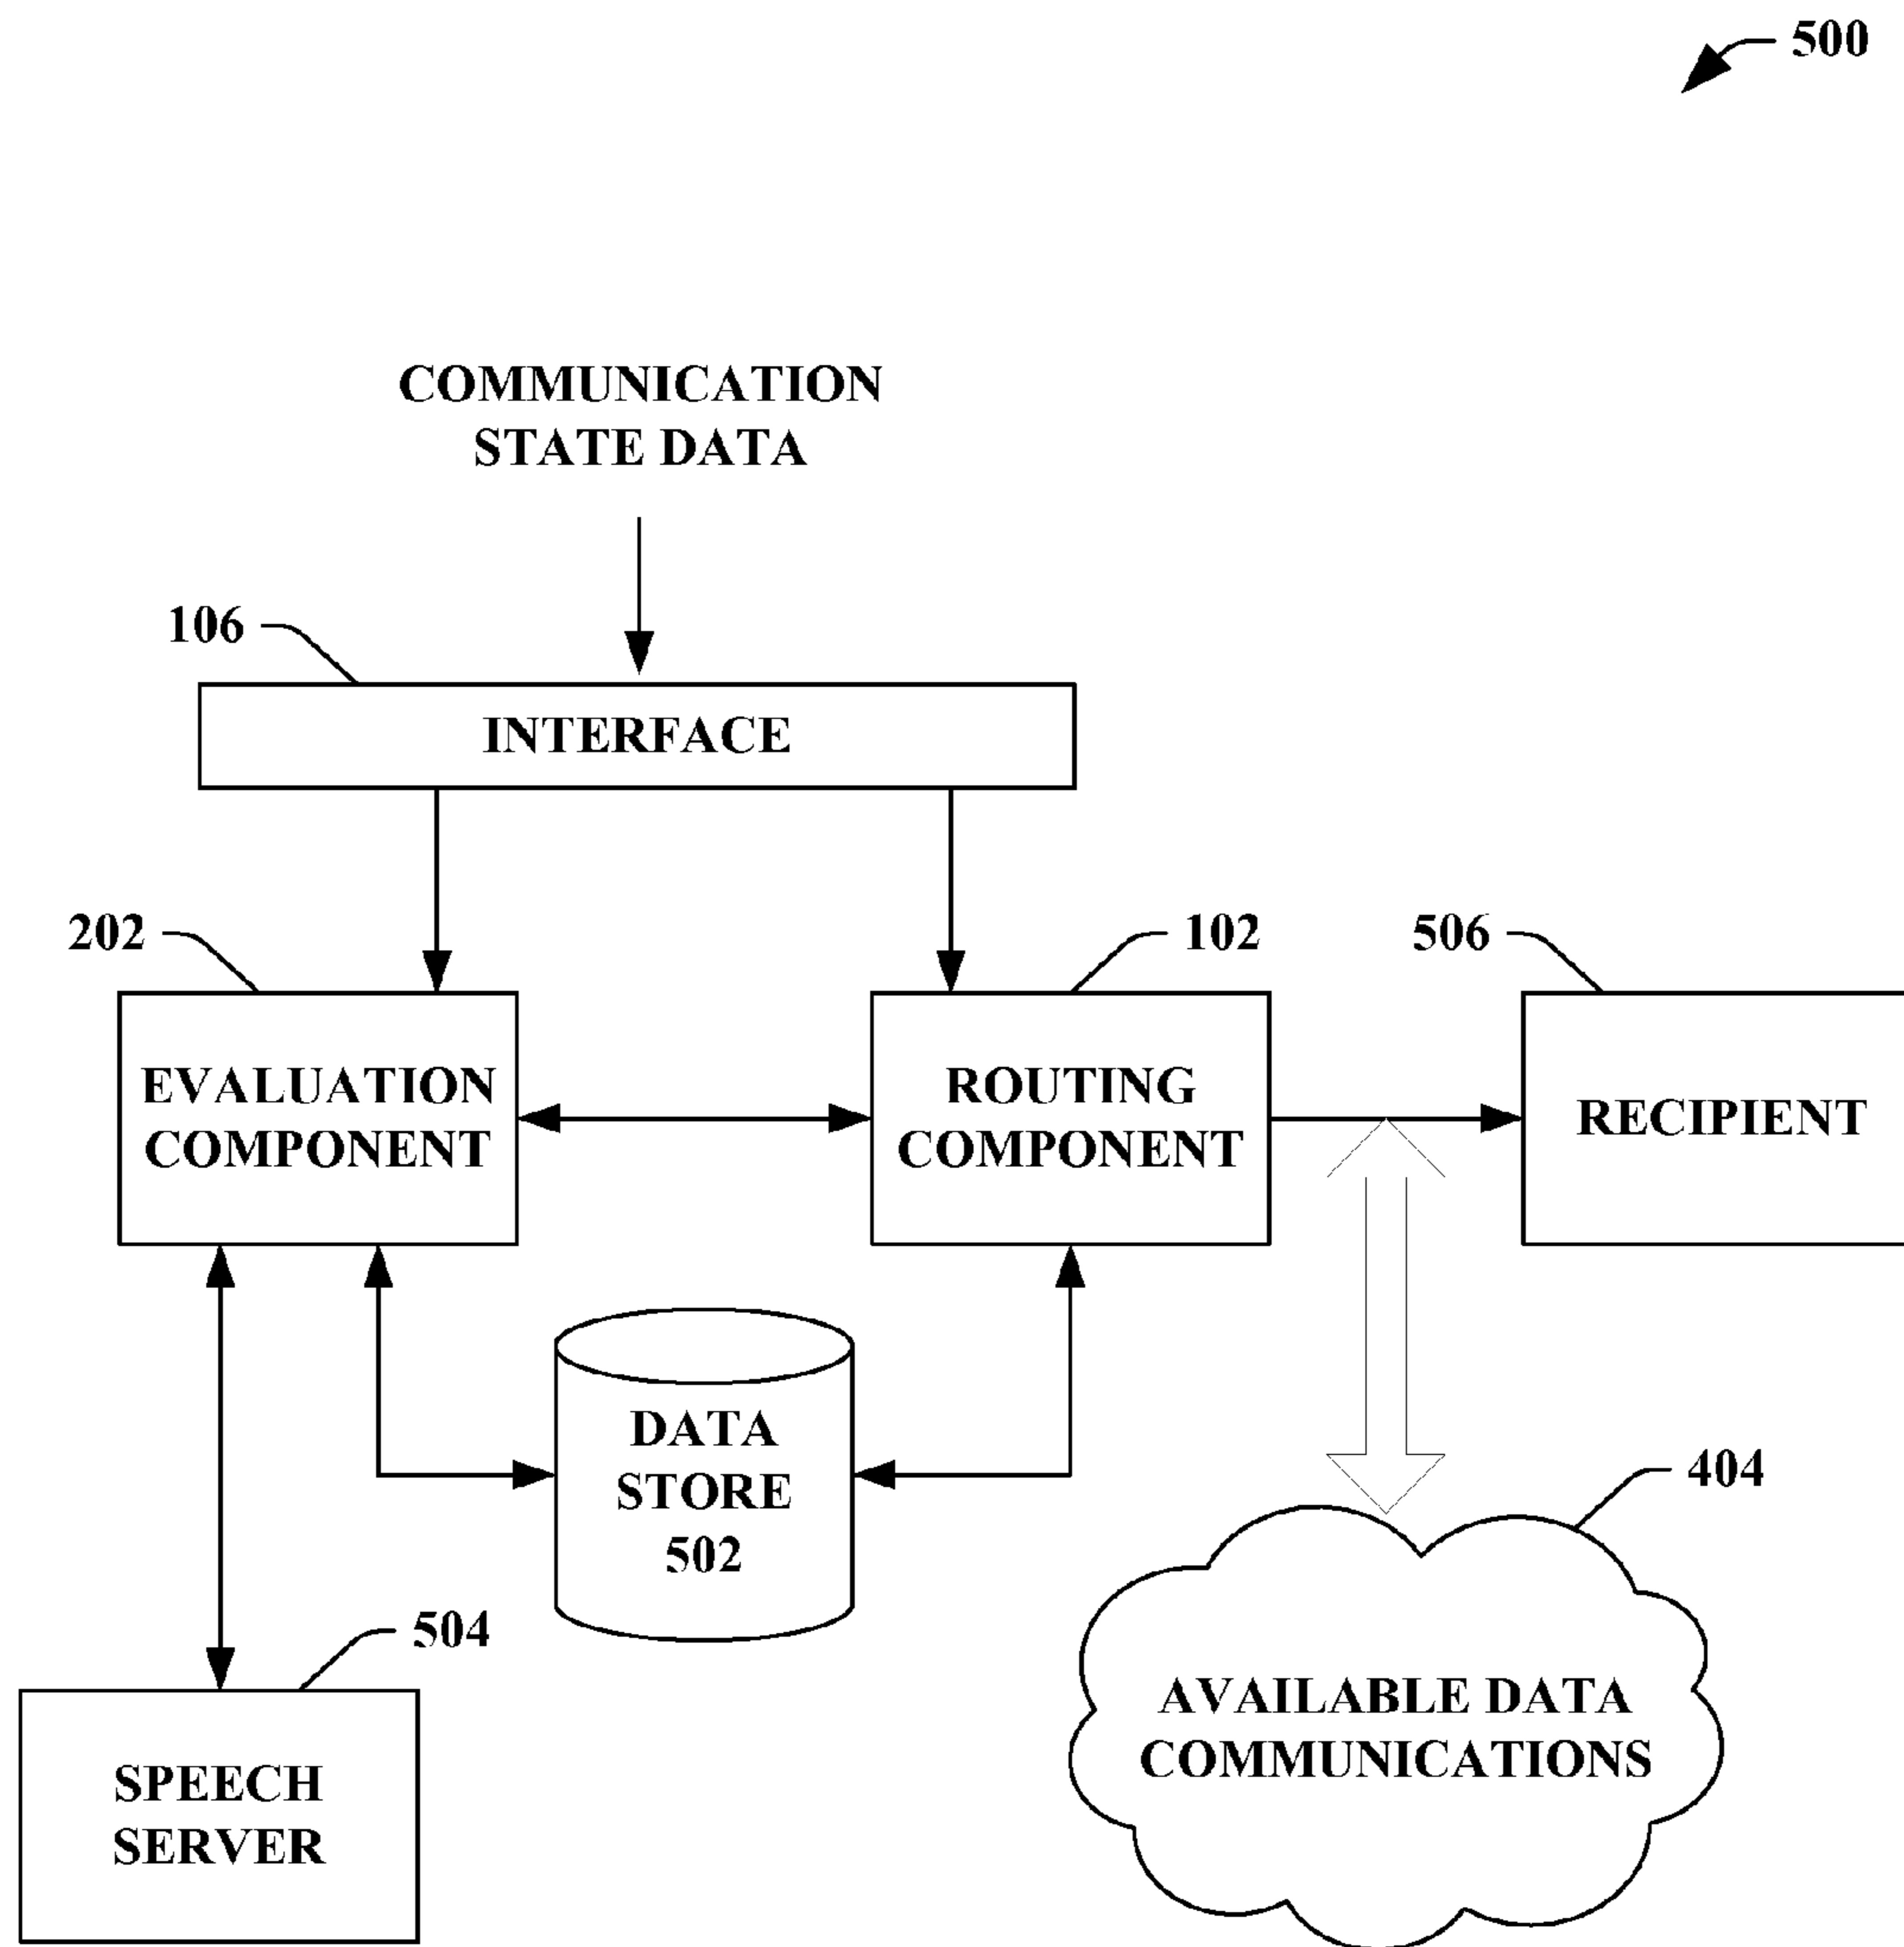 500
COMMUNICATION
STATE DATA
106
INTERFACE
202
102
506
EVALUATION
COMPONENT
ROUTING
COMPONENT
RECIPIENT
DATA
STORE
502
404
504
AVAILABLE DATA
COMMUNICATIONS
SPEECH
SERVER